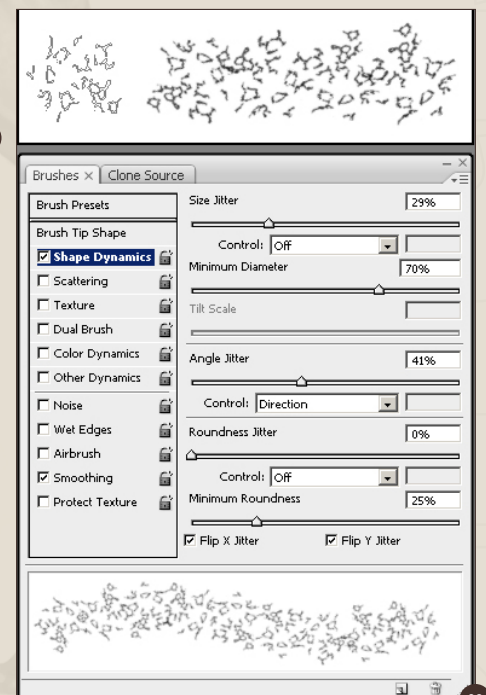 Brushes × Clone Source
Brush Presets
Brush Tip Shape
Shape Dynamics
Scattering
Texture
Dual Brush
Color Dynamics
Other Dynamics
Noise
Wet Edges
Airbrush
Smoothing
Protect Texture
Size Jitter 29%
Control: Off
Minimum Diameter 70%
Tilt Scale
Angle Jitter 41%
Control: Direction
Roundness Jitter 0%
Control: Off
Minimum Roundness 25%
Flip X Jitter Flip Y Jitter